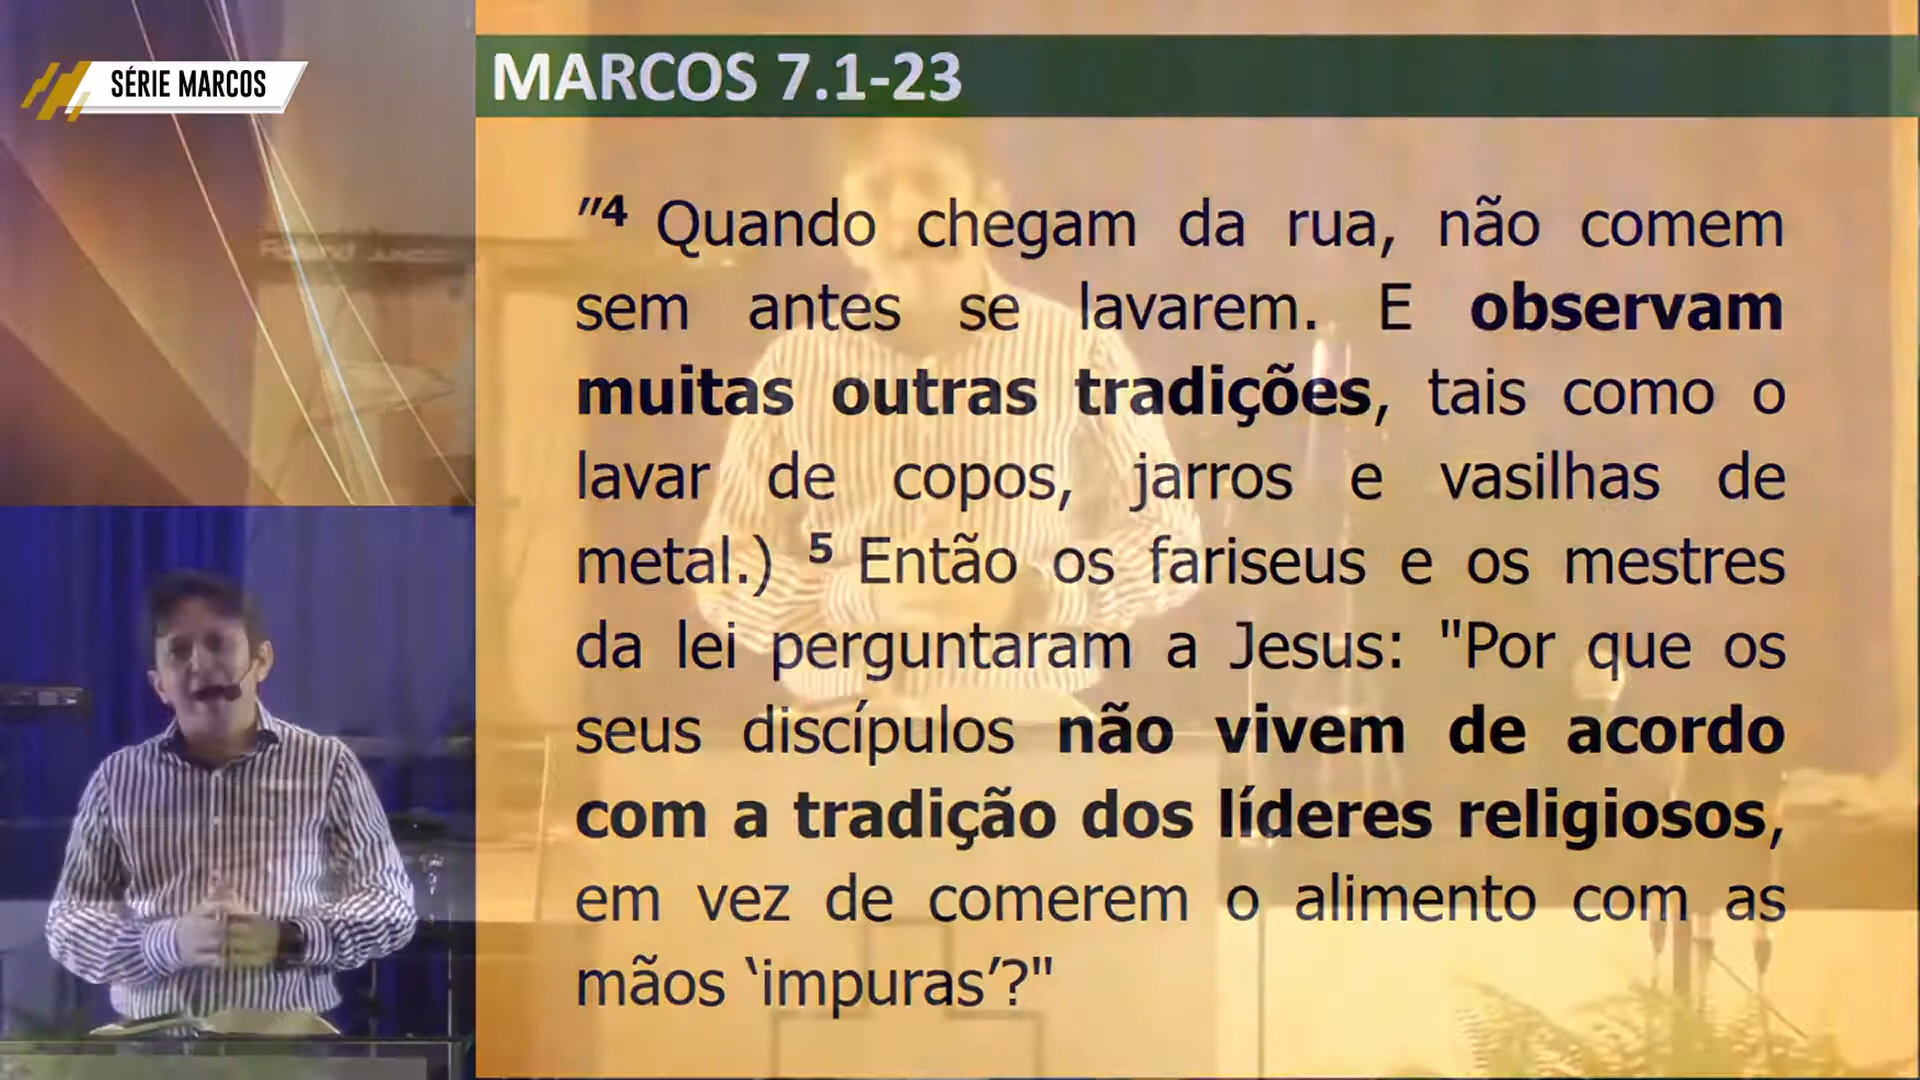 SÉRIE MARCOS
MARCOS 7.1-23
"4 Quando chegam da rua, não comem
sem antes se lavarem. E observam
muitas outras tradições, tais como o
lavar de copos, jarros e vasilhas de
metal.) 5 Então os fariseus e os mestres
da lei perguntaram a Jesus: "Por que os
seus discípulos não vivem de acordo
com a tradição dos líderes religiosos,
em vez de comerem o alimento com as
mãos ‘impuras’?"